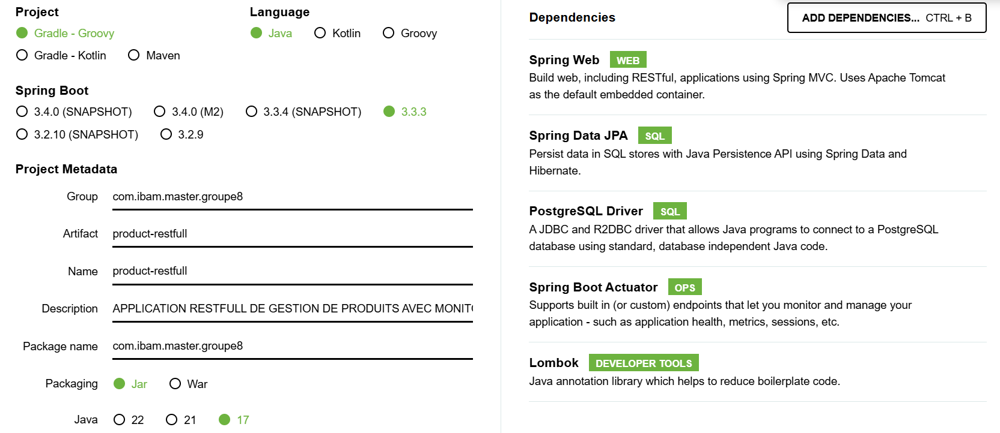 Project
Gradle - Groovy
Gradle - Kotlin Maven
Language
Java Kotlin Groovy
Spring Boot
3.4.0 (SNAPSHOT) 3.4.0 (M2) 3.3.4 (SNAPSHOT) 3.3.3
3.2.10 (SNAPSHOT) 3.2.9
Project Metadata
Group com.ibam.master.groupe8
Artifact product-restfull
Name product-restfull
Description APPLICATION RESTFULL DE GESTION DE PRODUITS AVEC
Package name com.ibam.master.groupe8
Packaging Jar War
Java 22 21 17
Dependencies
ADD DEPENDENCIES... CTRL + B
Spring Web WEB
Build web, including RESTful, applications using Spring MVC. Uses Apache Tomcat
as the default embedded container.
Spring Data JPA SQL
Persist data in SQL stores with Java Persistence API using Spring Data and
Hibernate.
PostgreSQL Driver SQL
A JDBC and R2DBC driver that allows Java programs to connect to a PostgreSQL
database using standard, database independent Java code.
Spring Boot Actuator OPS
Supports built in (or custom) endpoints that let you monitor and manage your
application - such as application health, metrics, sessions, etc.
Lombok DEVELOPER TOOLS
Java annotation library which helps to reduce boilerplate code.